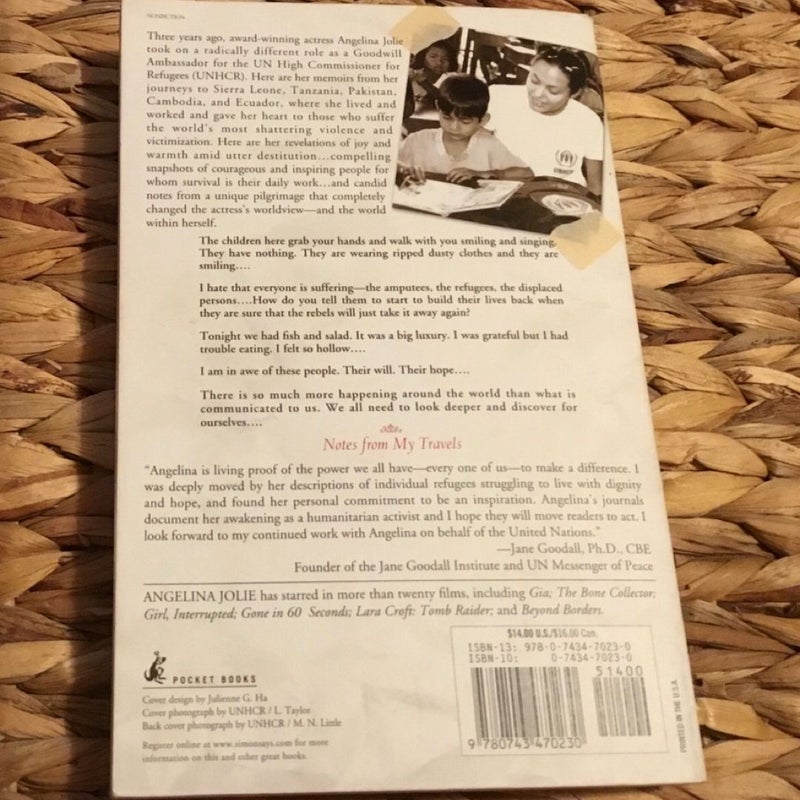 NONFICTION
Three years ago, award-winning actress Angelina Jolie
took on a radically different role as a Goodwill
Ambassador for the UN High Commissioner for
Refugees (UNHCR). Here are her memoirs from her
journeys to Sierra Leone, Tanzania, Pakistan,
Cambodia, and Ecuador, where she lived and
worked and gave her heart to those who suffer
the world's most shattering violence and
victimization. Here are her revelations of joy and
warmth amid utter destitution...compelling
snapshots of courageous and inspiring people for
whom survival is their daily work...and candid
notes from a unique pilgrimage that completely
changed the actress's worldview—and the world
within herself.
UNHCR
The children here grab your hands and walk with you smiling and singing.
They have nothing. They are wearing ripped dusty clothes and they are
smiling....
I hate that everyone is suffering—the amputees, the refugees, the displaced
persons....How do you tell them to start to build their lives back when
they are sure that the rebels will just take it away again?
Tonight we had fish and salad. It was a big luxury. I was grateful but I had
trouble eating. I felt so hollow....
I am in awe of these people. Their will. Their hope....
There is so much more happening around the world than what is
communicated to us. We all need to look deeper and discover for
ourselves....
Notes from My Travels
"Angelina is living proof of the power we all have—every one of us—to make a difference. I
was deeply moved by her descriptions of individual refugees struggling to live with dignity
and hope, and found her personal commitment to be an inspiration. Angelina's journals
document her awakening as a humanitarian activist and I hope they will move readers to act. I
look forward to my continued work with Angelina on behalf of the United Nations."
—Jane Goodall, Ph.D., CBE
Founder of the Jane Goodall Institute and UN Messenger of Peace
ANGELINA JOLIE has starred in more than twenty films, including Gia; The Bone Collector;
Girl, Interrupted; Gone in 60 Seconds; Lara Croft: Tomb Raider; and Beyond Borders.
$14.00 U.S./$16.00 Can.
ISBN-13: 978-0-7434-7023-0
ISBN-10: 0-7434-7023-0
51400
9 780743 470230
PRINTED IN THE U.S.A.
POCKET BOOKS
Cover design by Julienne G. Ha
Cover photograph by UNHCR / L. Taylor
Back cover photograph by UNHCR / M. N. Little
Register online at www.simonsays.com for more
information on this and other great books.